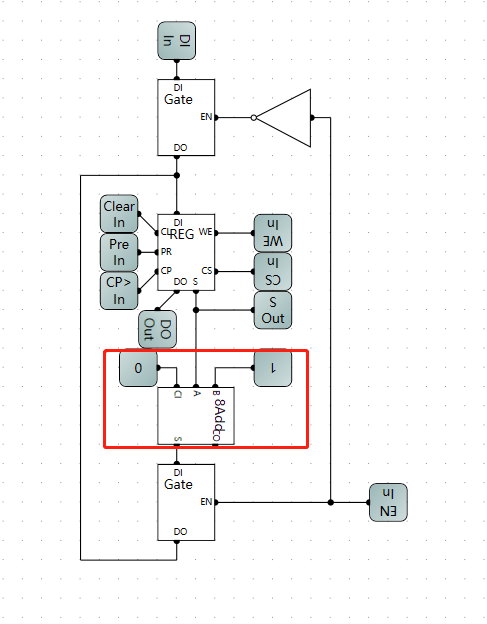 DI
In
DI
Gate
EN
DO
Clear
In
Pre
In
CP>
In
DI
CL
REG
WE
PR
CS
CP
DO
S
In
WE
In
CS
S
Out
DO
Out
0
1
CI
A
B
8Add
S
CO
DI
Gate
EN
DO
In
EN